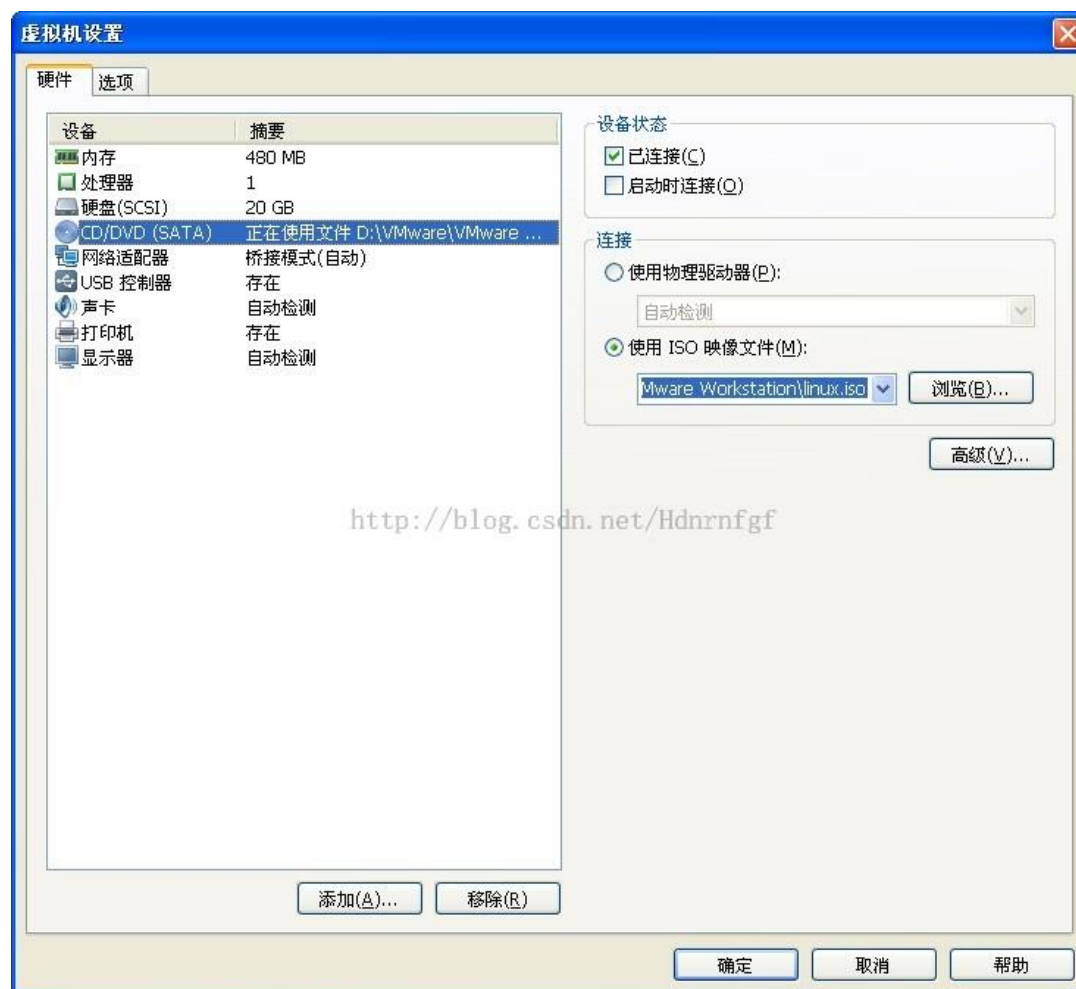 虚拟机设置
硬件 选项
设备 摘要
内存 480 MB
处理器 1
硬盘(SCSI) 20 GB
CD/DVD (SATA) 正在使用文件 D:\VMware\VMware ...
网络适配器 桥接模式(自动)
USB 控制器 存在
声卡 自动检测
打印机 存在
显示器 自动检测
添加(A)... 移除(R)
设备状态
已连接(C)
启动时连接(O)
连接
使用物理驱动器(P):
自动检测
使用 ISO 映像文件(M):
Mware Workstation\linux.iso 浏览(B)...
高级(V)...
http://blog.csdn.net/Hdnrnfgf
确定 取消 帮助